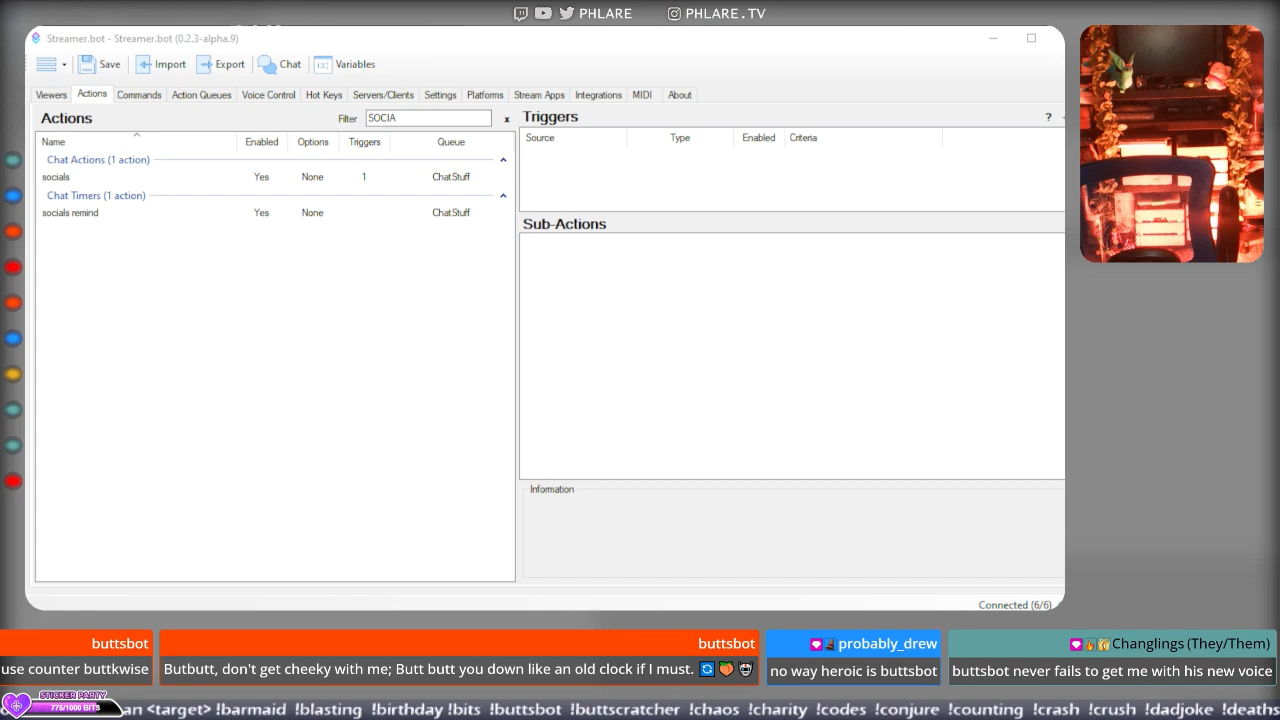 PHLARE PHLARE.TV
Streamer.bot - Streamer.bot (0.2.3-alpha.9)
Save Import Export Chat Variables
Viewers Actions Commands Action Queues Voice Control Hot Keys Servers/Clients Settings Platforms Stream Apps Integrations MIDI About
Actions Filter SOCIA x
Name Enabled Options Triggers Queue
Chat Actions (1 action)
socials Yes None 1 ChatStuff
Chat Timers (1 action)
socials remind Yes None ChatStuff
Triggers ?
Source Type Enabled Criteria
Sub-Actions
Information
Connected (6/6)
buttsbot
use counter buttkwise
buttsbot
Butbutt, don't get cheeky with me; Butt butt you down like an old clock if I must.
probably_drew
no way heroic is buttsbot
Changlings (They/Them)
buttsbot never fails to get me with his new voice
STICKER PARTY
775/1000 BITS
an <target> !barmaid !blasting !birthday !bits !buttsbot !buttscratcher !chaos !charity !codes !conjure !counting !crash !crush !dadjoke !deaths